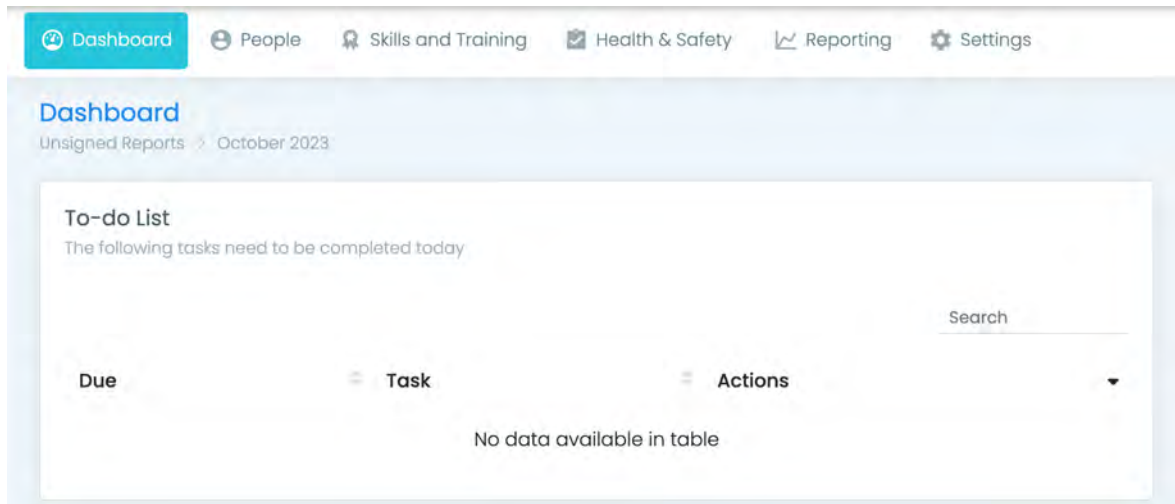 Dashboard People Skills and Training Health & Safety Reporting Settings
Dashboard
Unsigned Reports > October 2023
To-do List
The following tasks need to be completed today
Search
Due Task Actions
No data available in table